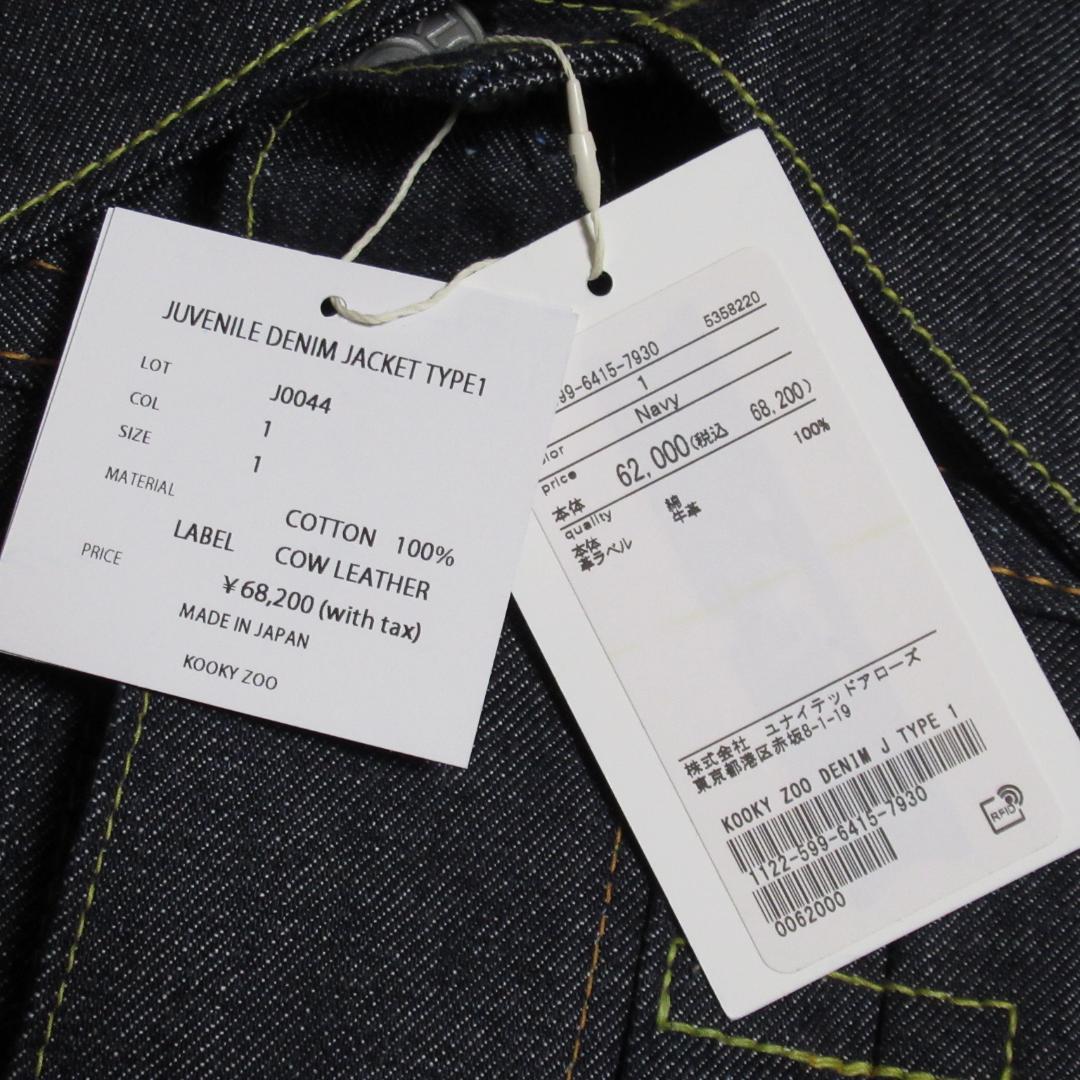 JUVENILE DENIM JACKET TYPE1
LOT J0044
COL 1
SIZE 1
MATERIAL
COTTON 100%
LABEL COW LEATHER
PRICE ¥68,200 (with tax)
MADE IN JAPAN
KOOKY ZOO
5358220
99-6415-7930
1
Navy
price 62,000(税込 68,200)
本体
quality 綿 100%
本体 牛革
革ラベル
株式会社 ユナイテッドアローズ
東京都港区赤坂8-1-19
KOOKY ZOO DENIM J TYPE 1
1122-599-6415-7930
0062000
RFID